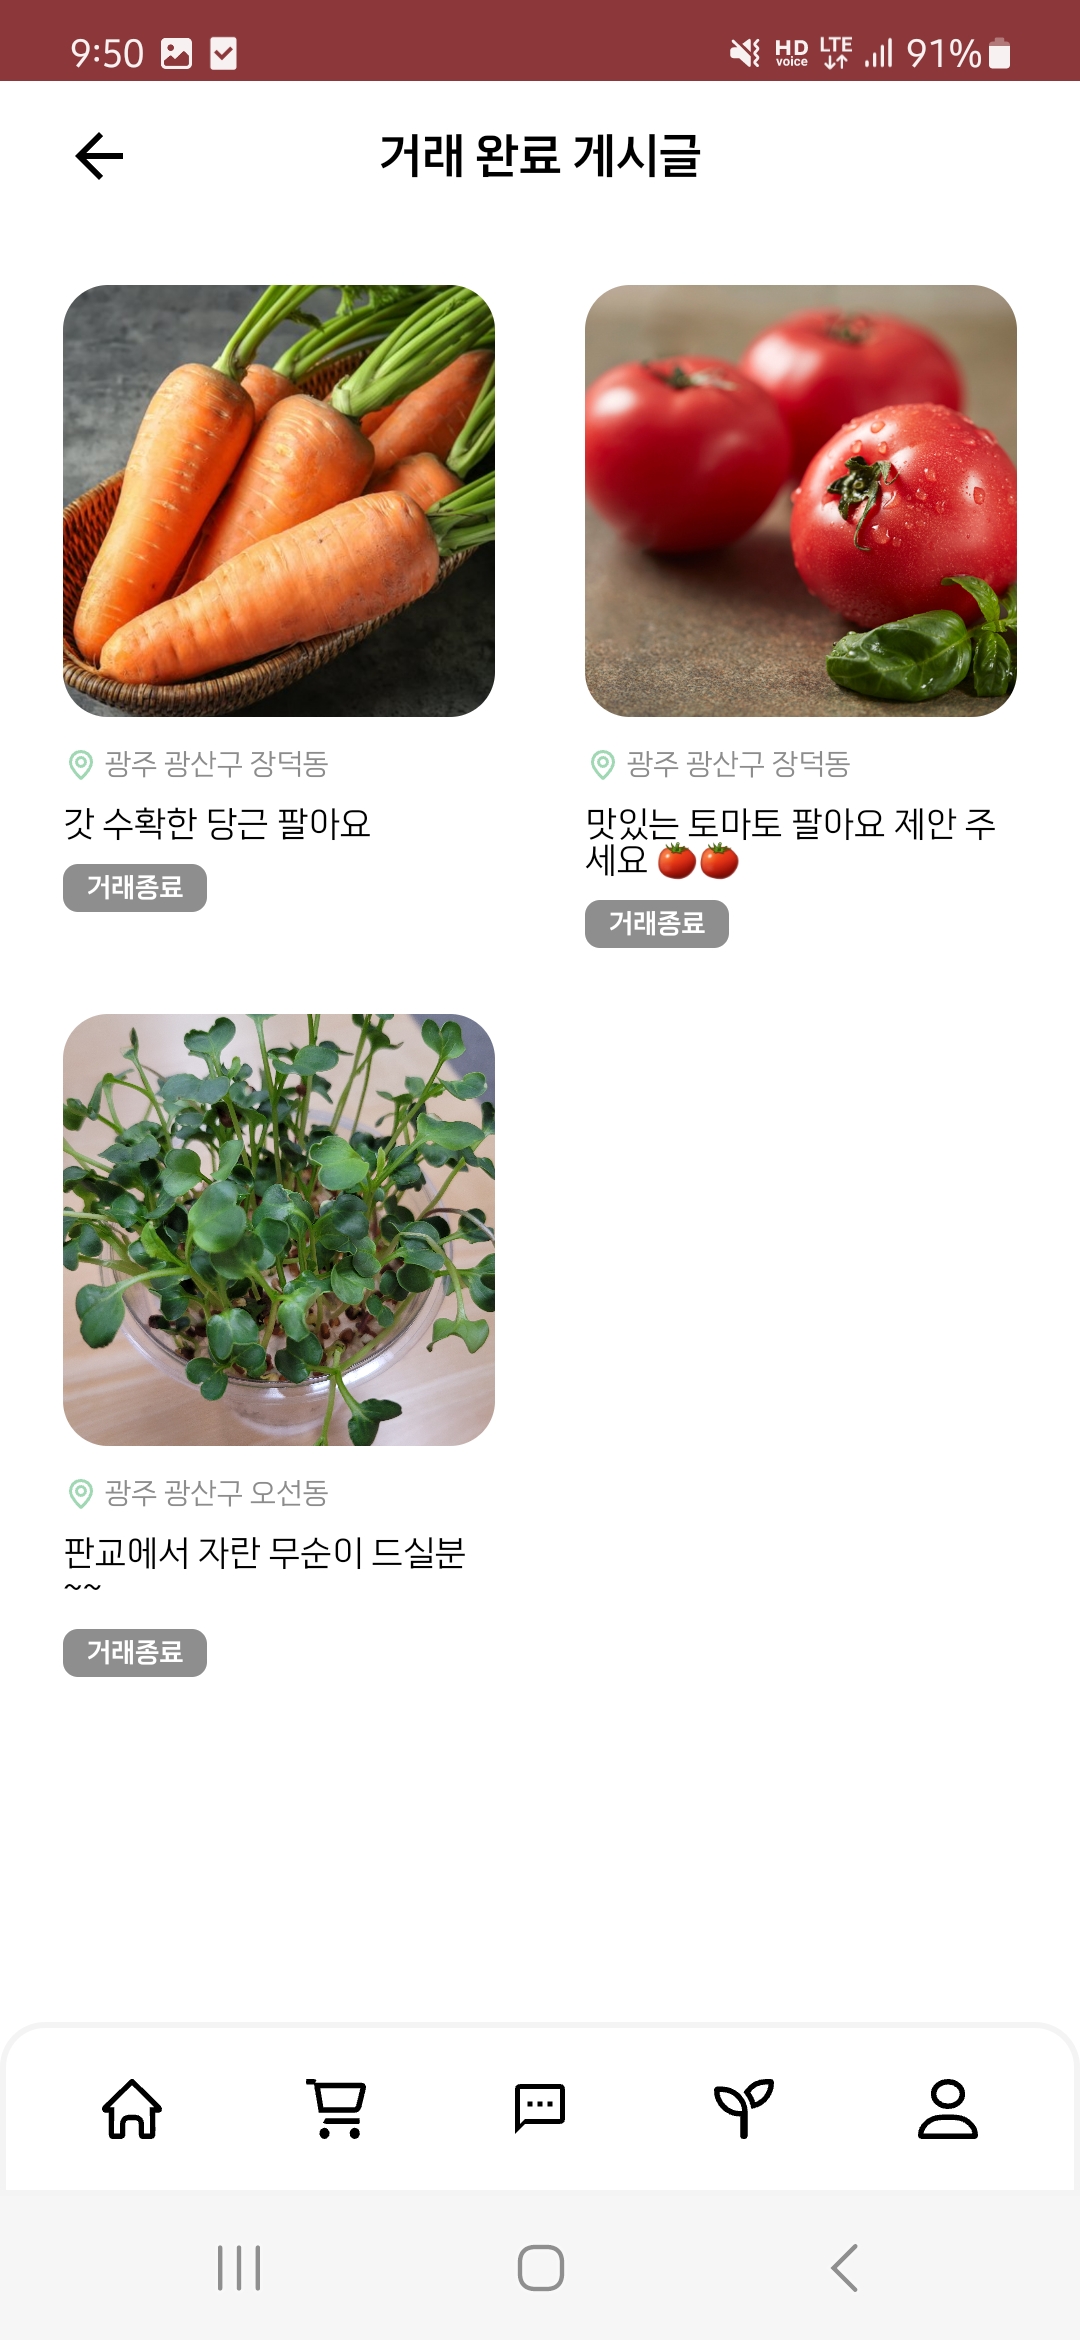 9:50 HD voice LTE 91%
거래 완료 게시글
광주 광산구 장덕동
갓 수확한 당근 팔아요
거래종료
광주 광산구 장덕동
맛있는 토마토 팔아요 제안 주
세요 🍅🍅
거래종료
광주 광산구 오선동
판교에서 자란 무순이 드실분
~~
거래종료